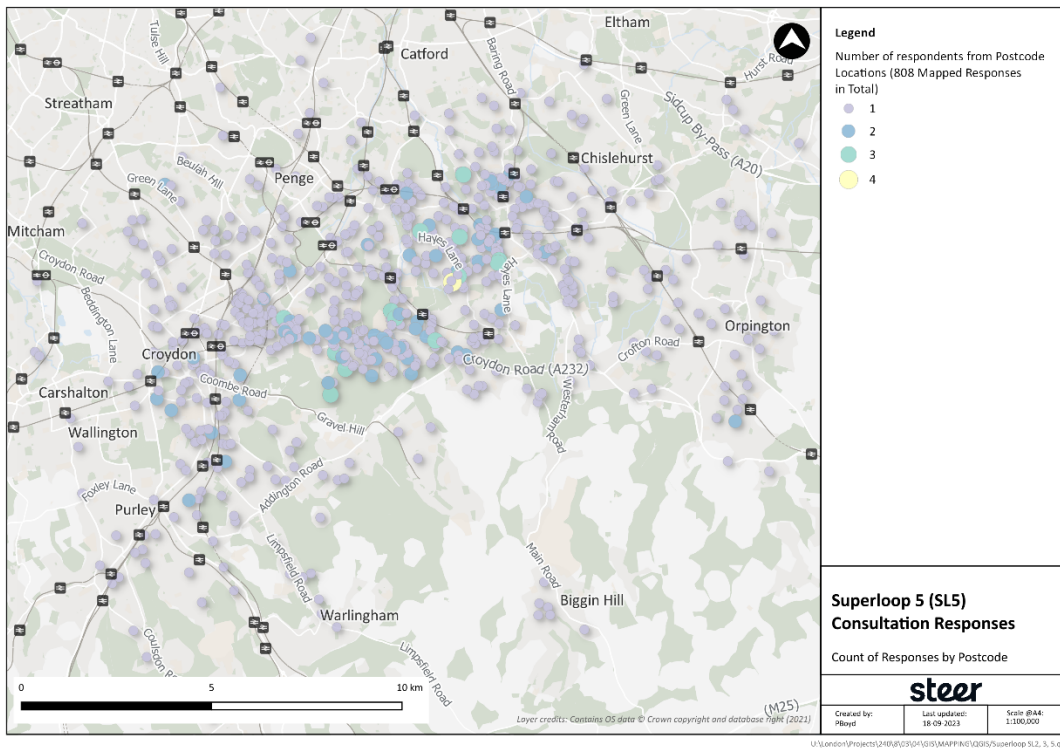 Eltham
Tulse Hill
Catford
Baring Road
Hurst Road
Streatham
Green Lane
Sidcup By-Pass (A20)
Chislehurst
Beulah Hill
Penge
Green Lane
Mitcham
Hayes Lane
Croydon Road
Hayes Lane
Beddington Lane
Orpington
Croydon
Crofton Road
Croydon Road (A232)
Carshalton
Coombe Road
Westerham Road
Wallington
Gravel Hill
Addington Road
Foxley Lane
Purley
Limpsfield Road
Main Road
Biggin Hill
Warlingham
Limpsfield Road
(M25)
0 5 10 km
Layer credits: Contains OS data © Crown copyright and database right (2021)
Legend
Number of respondents from Postcode
Locations (808 Mapped Responses
in Total)
1
2
3
4
Superloop 5 (SL5)
Consultation Responses
Count of Responses by Postcode
steer
Created by:
PBoyd
Last updated:
18-09-2023
Scale @A4:
1:100,000